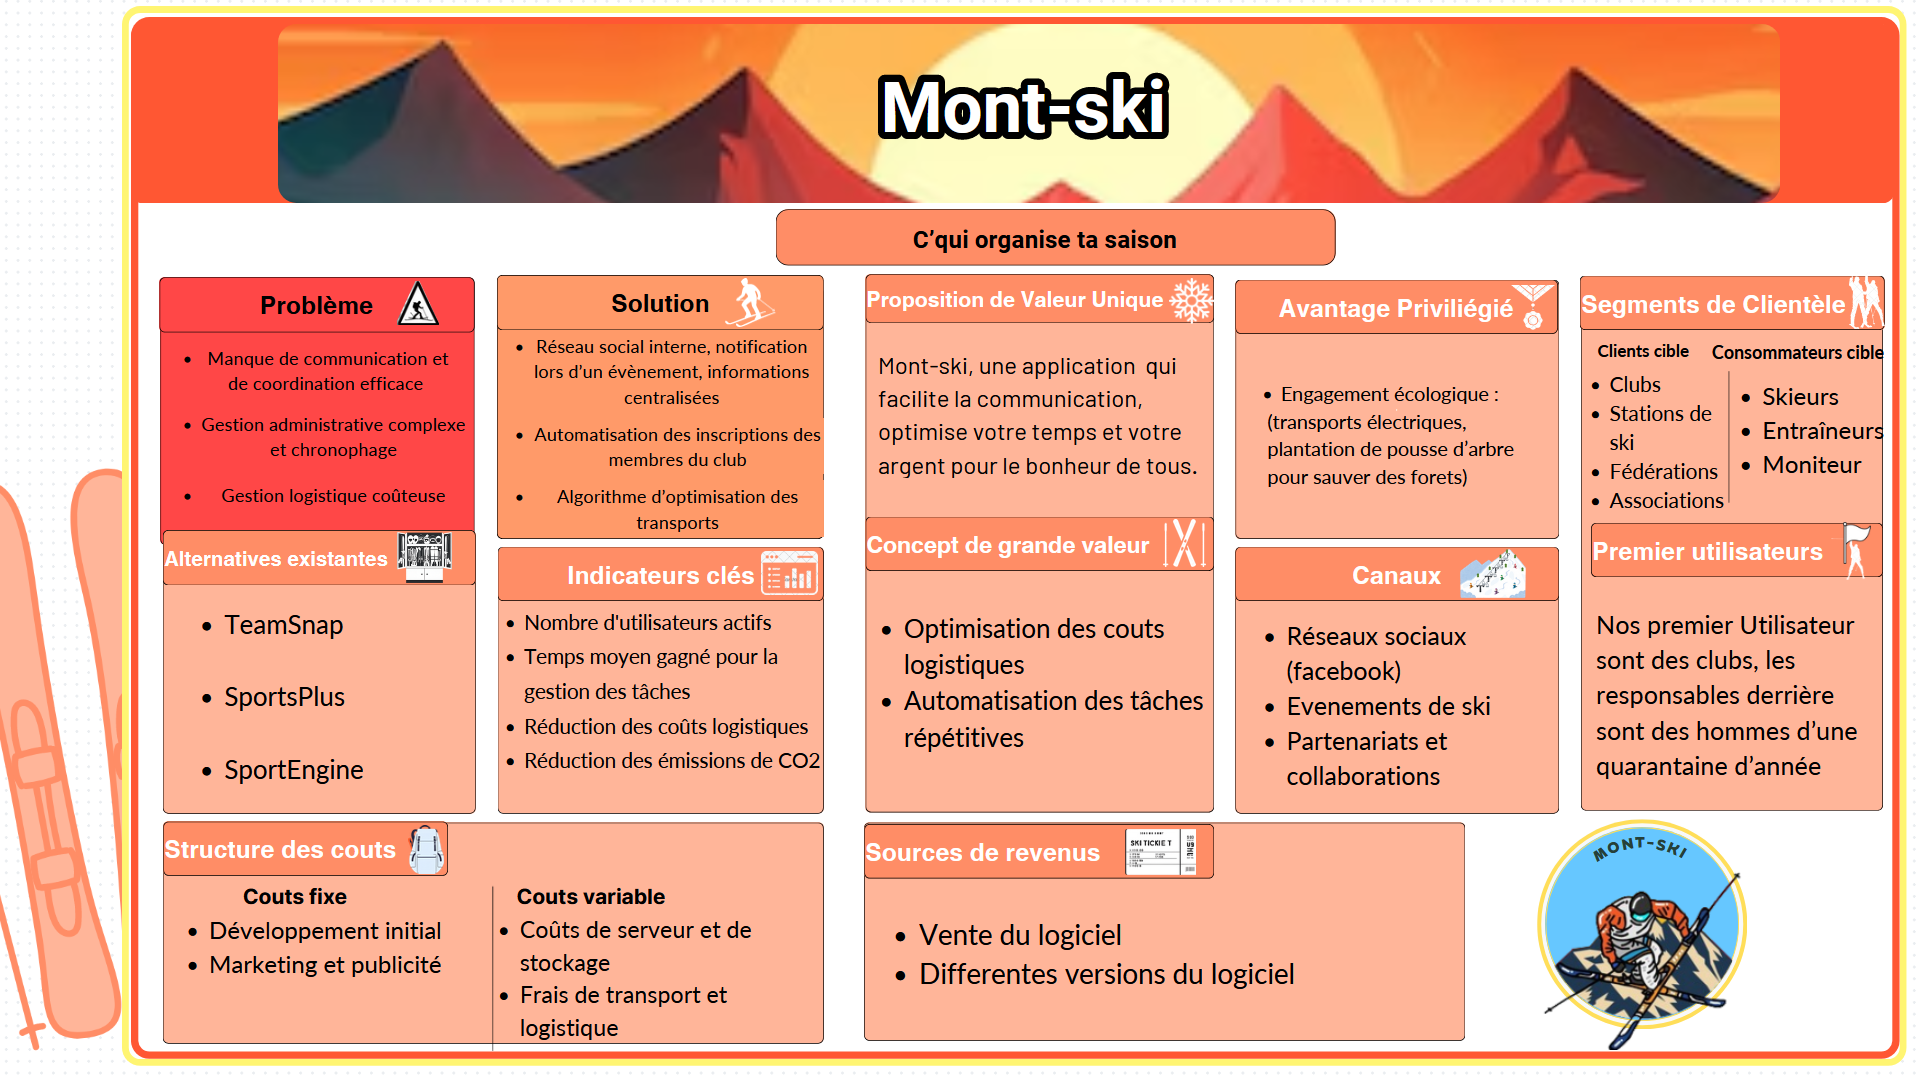 Mont-ski
C'qui organise ta saison
Problème
Manque de communication et
de coordination efficace
Gestion administrative complexe
et chronophage
Gestion logistique coûteuse
Alternatives existantes
TeamSnap
SportsPlus
SportEngine
Solution
Réseau social interne, notification
lors d'un évènement, informations
centralisées
Automatisation des inscriptions des
membres du club
Algorithme d'optimisation des
transports
Indicateurs clés
Nombre d'utilisateurs actifs
Temps moyen gagné pour la
gestion des tâches
Réduction des coûts logistiques
Réduction des émissions de CO2
Proposition de Valeur Unique
Mont-ski, une application qui
facilite la communication,
optimise votre temps et votre
argent pour le bonheur de tous.
Concept de grande valeur
Optimisation des couts
logistiques
Automatisation des tâches
répétitives
Avantage Priviliégié
Engagement écologique :
(transports électriques,
plantation de pousse d'arbre
pour sauver des forets)
Canaux
Réseaux sociaux
(facebook)
Evenements de ski
Partenariats et
collaborations
Segments de Clientèle
Clients cible
Clubs
Stations de
ski
Fédérations
Associations
Consommateurs cible
Skieurs
Entraîneurs
Moniteur
Premier utilisateurs
Nos premier Utilisateur
sont des clubs, les
responsables derrière
sont des hommes d'une
quarantaine d'année
Structure des couts
Couts fixe
Développement initial
Marketing et publicité
Couts variable
Coûts de serveur et de
stockage
Frais de transport et
logistique
Sources de revenus
SKI TICKIE T
Vente du logiciel
Differentes versions du logiciel
MONT-SKI